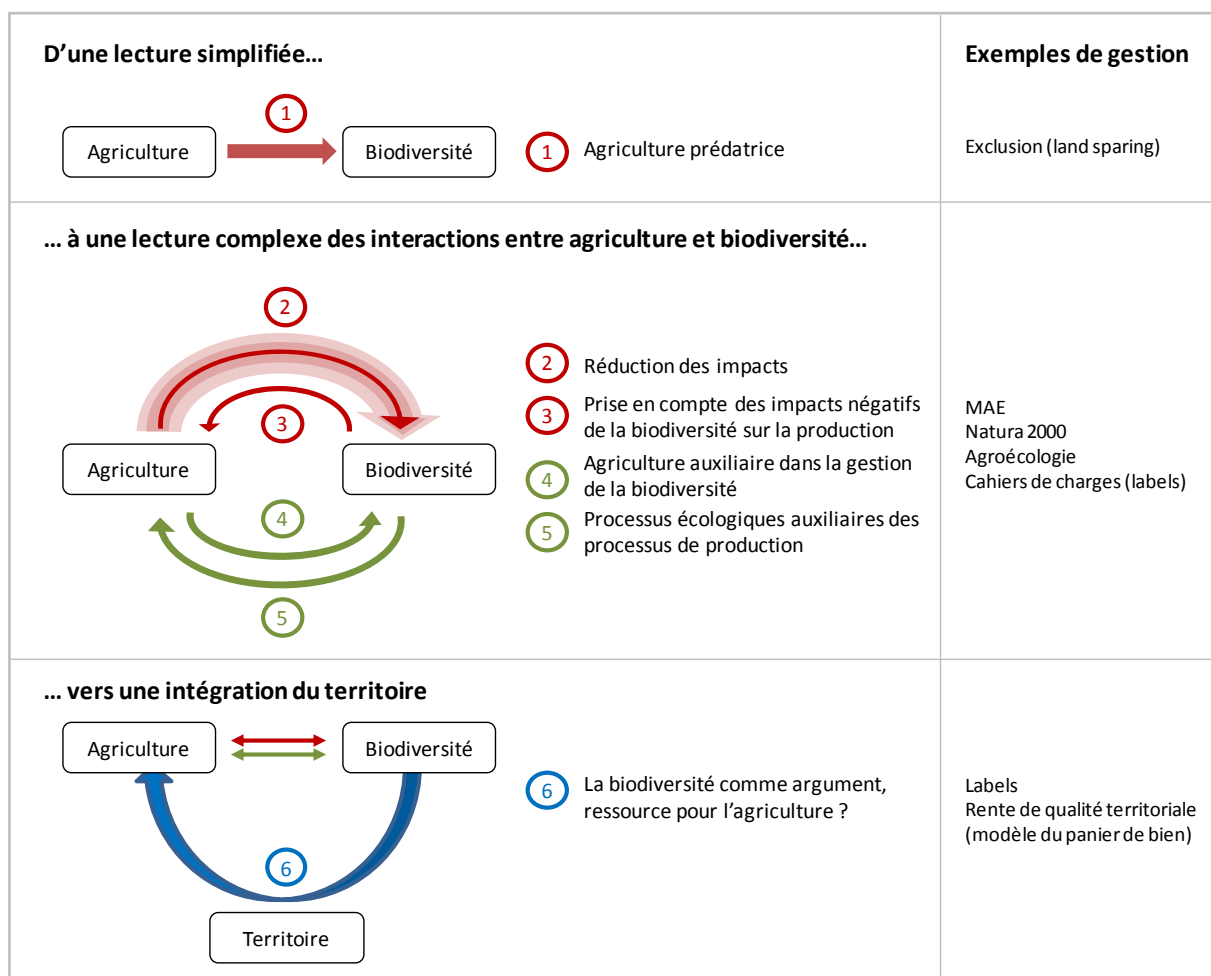 D’une lecture simplifiée…
Exemples de gestion
1
Agriculture
Biodiversité
1
Agriculture prédatrice
Exclusion (land sparing)
… à une lecture complexe des interactions entre agriculture et biodiversité…
2
3
Agriculture
Biodiversité
4
5
2
Réduction des impacts
3
Prise en compte des impacts négatifs
de la biodiversité sur la production
4
Agriculture auxiliaire dans la gestion
de la biodiversité
5
Processus écologiques auxiliaires des
processus de production
MAE
Natura 2000
Agroécologie
Cahiers de charges (labels)
… vers une intégration du territoire
Agriculture
Biodiversité
6
Territoire
6
La biodiversité comme argument,
ressource pour l’agriculture ?
Labels
Rente de qualité territoriale
(modèle du panier de bien)